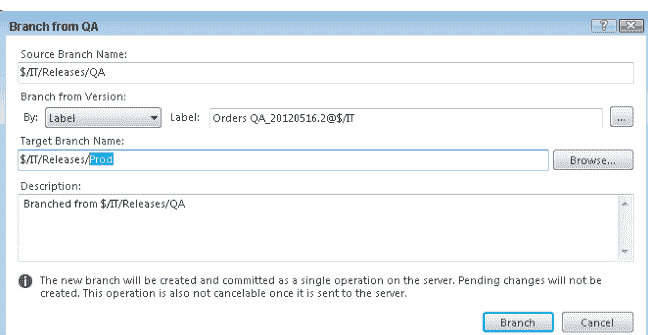 Branch from QA
Source Branch Name:
$/IT/Releases/QA
Branch from Version:
By: Label Label: Orders QA_20120516.2@$/IT ...
Target Branch Name:
$/IT/Releases/Prod Browse...
Description:
Branched from $/IT/Releases/QA
The new branch will be created and committed as a single operation on the server. Pending changes will not be
created. This operation is also not cancelable once it is sent to the server.
Branch Cancel